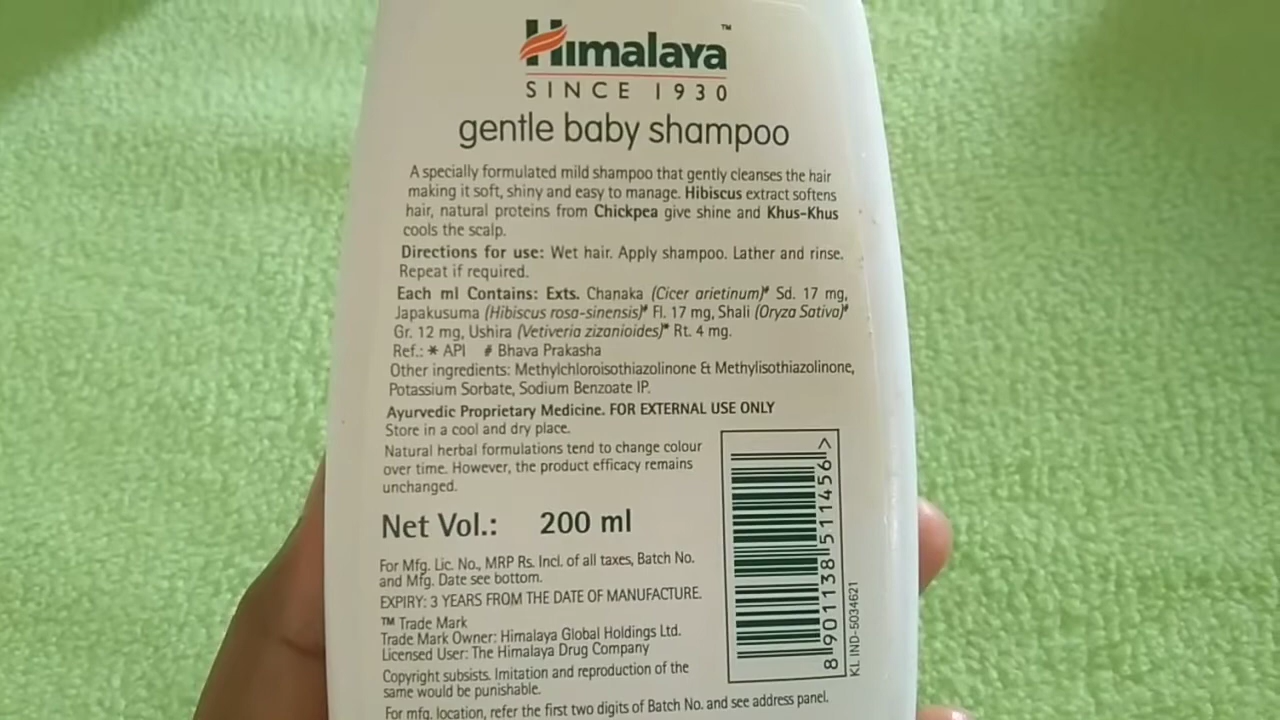 Himalaya™
SINCE 1930
gentle baby shampoo
A specially formulated mild shampoo that gently cleanses the hair
making it soft, shiny and easy to manage. Hibiscus extract softens
hair, natural proteins from Chickpea give shine and Khus-Khus
cools the scalp.
Directions for use: Wet hair. Apply shampoo. Lather and rinse.
Repeat if required.
Each ml Contains: Exts. Chanaka (Cicer arietinum)# Sd. 17 mg,
Japakusuma (Hibiscus rosa-sinensis)# Fl. 17 mg, Shali (Oryza Sativa)#
Gr. 12 mg, Ushira (Vetiveria zizanioides)* Rt. 4 mg.
Ref.: * API # Bhava Prakasha
Other ingredients: Methylchloroisothiazolinone & Methylisothiazolinone,
Potassium Sorbate, Sodium Benzoate IP.
Ayurvedic Proprietary Medicine. FOR EXTERNAL USE ONLY
Store in a cool and dry place.
Natural herbal formulations tend to change colour
over time. However, the product efficacy remains
unchanged.
Net Vol.: 200 ml
For Mfg. Lic. No., MRP Rs. Incl. of all taxes, Batch No.
and Mfg. Date see bottom.
EXPIRY: 3 YEARS FROM THE DATE OF MANUFACTURE.
™ Trade Mark
Trade Mark Owner: Himalaya Global Holdings Ltd.
Licensed User: The Himalaya Drug Company
Copyright subsists. Imitation and reproduction of the
same would be punishable.
For mfg. location, refer the first two digits of Batch No. and see address panel.
8 901138 511456 >
KL IND-5034621